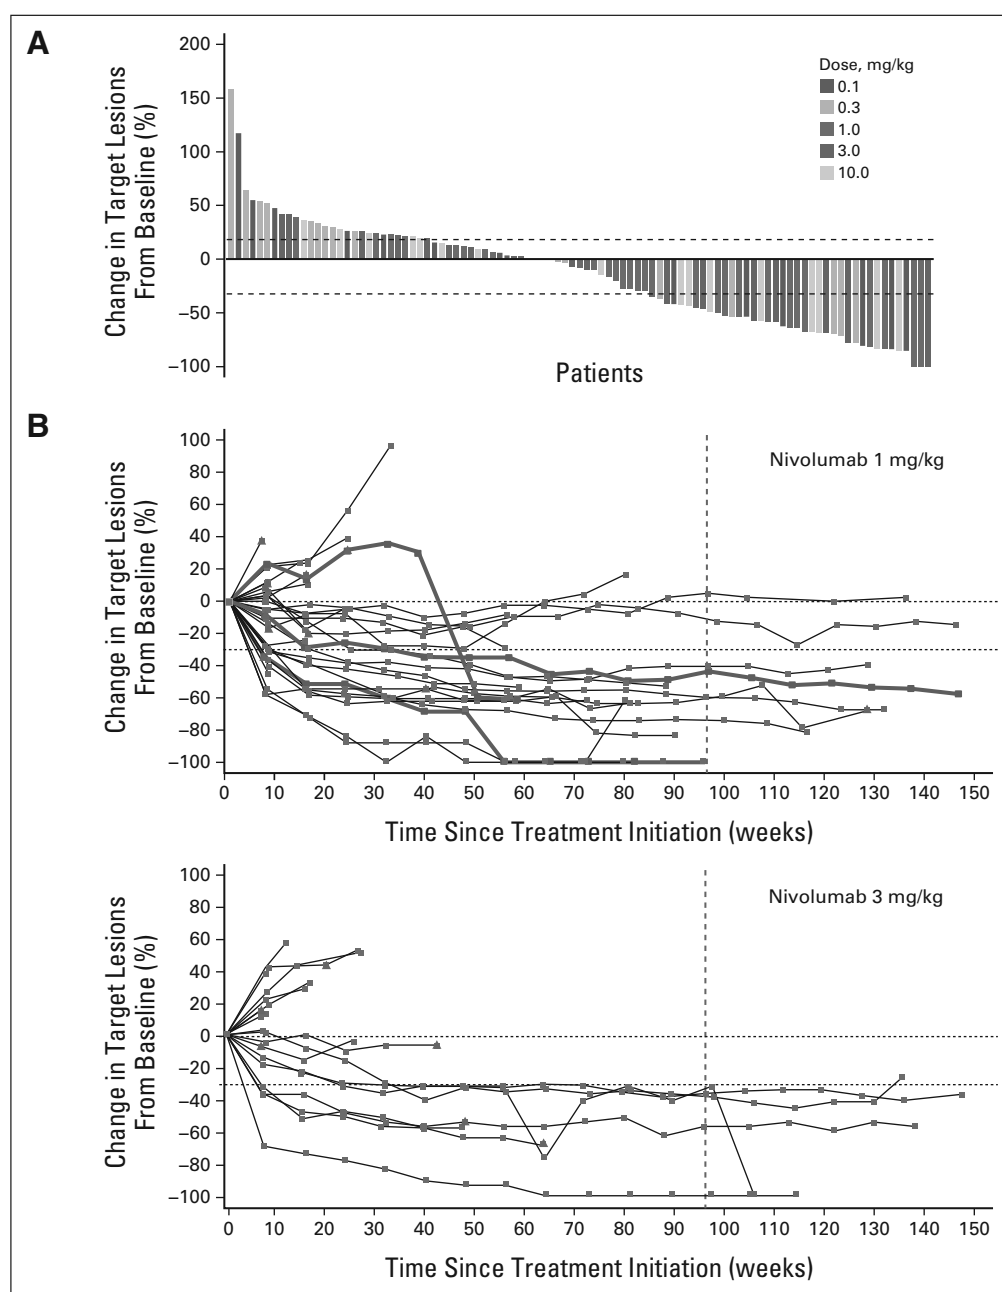 A
Change in Target Lesions
From Baseline (%)
200
150
100
50
0
−50
−100
Dose, mg/kg
0.1
0.3
1.0
3.0
10.0
Patients
B
Change in Target Lesions
From Baseline (%)
100
80
60
40
20
0
−20
−40
−60
−80
−100
Nivolumab 1 mg/kg
0 10 20 30 40 50 60 70 80 90 100 110 120 130 140 150
Time Since Treatment Initiation (weeks)
Change in Target Lesions
From Baseline (%)
100
80
60
40
20
0
−20
−40
−60
−80
−100
Nivolumab 3 mg/kg
0 10 20 30 40 50 60 70 80 90 100 110 120 130 140 150
Time Since Treatment Initiation (weeks)